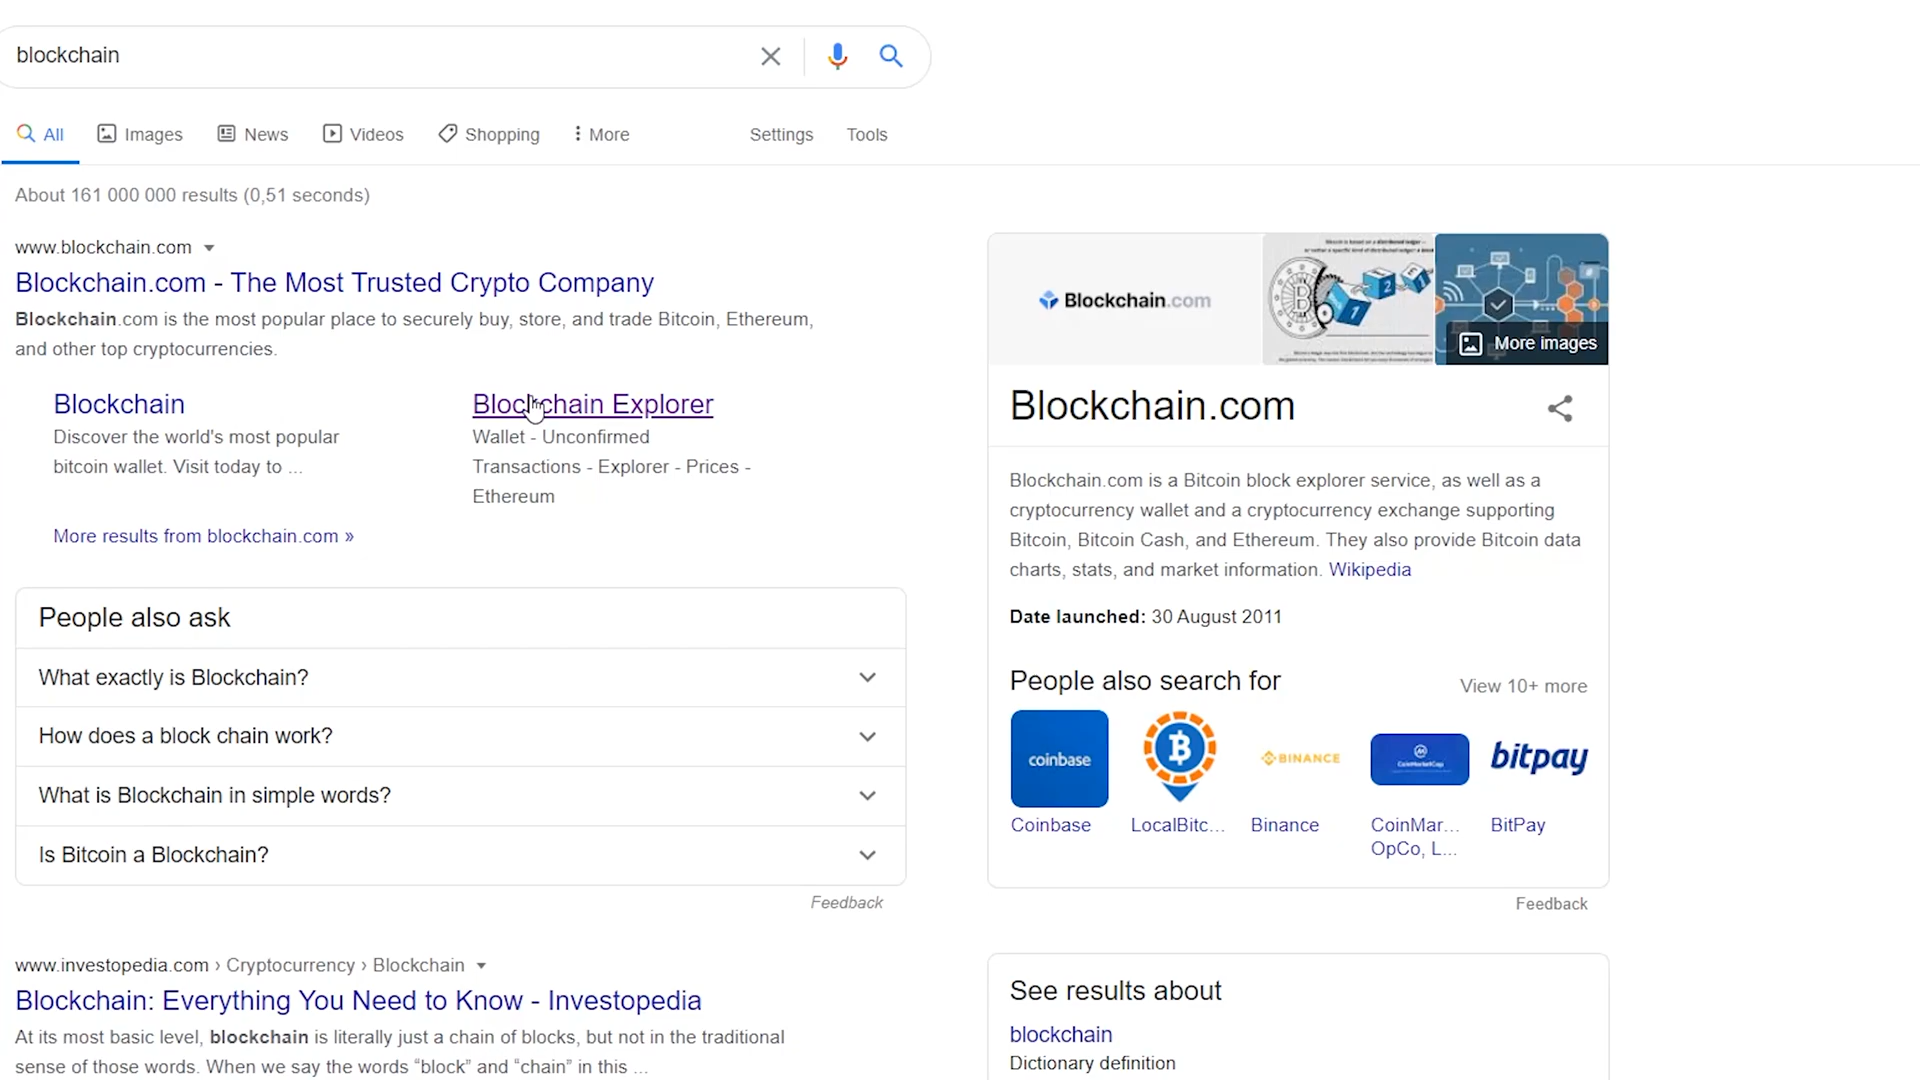 blockchain
All
Images
News
Videos
Shopping
More
Settings
Tools
About 161 000 000 results (0,51 seconds)
www.blockchain.com
Blockchain.com - The Most Trusted Crypto Company
Blockchain.com is the most popular place to securely buy, store, and trade Bitcoin, Ethereum,
and other top cryptocurrencies.
Blockchain
Discover the world's most popular
bitcoin wallet. Visit today to ...
Blockchain Explorer
Wallet - Unconfirmed
Transactions - Explorer - Prices -
Ethereum
More results from blockchain.com »
People also ask
What exactly is Blockchain?
How does a block chain work?
What is Blockchain in simple words?
Is Bitcoin a Blockchain?
Feedback
www.investopedia.com › Cryptocurrency › Blockchain
Blockchain: Everything You Need to Know - Investopedia
At its most basic level, blockchain is literally just a chain of blocks, but not in the traditional
sense of those words. When we say the words “block” and “chain” in this ...
Blockchain.com
More images
Blockchain.com
Blockchain.com is a Bitcoin block explorer service, as well as a
cryptocurrency wallet and a cryptocurrency exchange supporting
Bitcoin, Bitcoin Cash, and Ethereum. They also provide Bitcoin data
charts, stats, and market information. Wikipedia
Date launched: 30 August 2011
People also search for
View 10+ more
coinbase
BINANCE
CoinMarketCap
bitpay
Coinbase
LocalBitc...
Binance
CoinMar...
OpCo, L...
BitPay
Feedback
See results about
blockchain
Dictionary definition